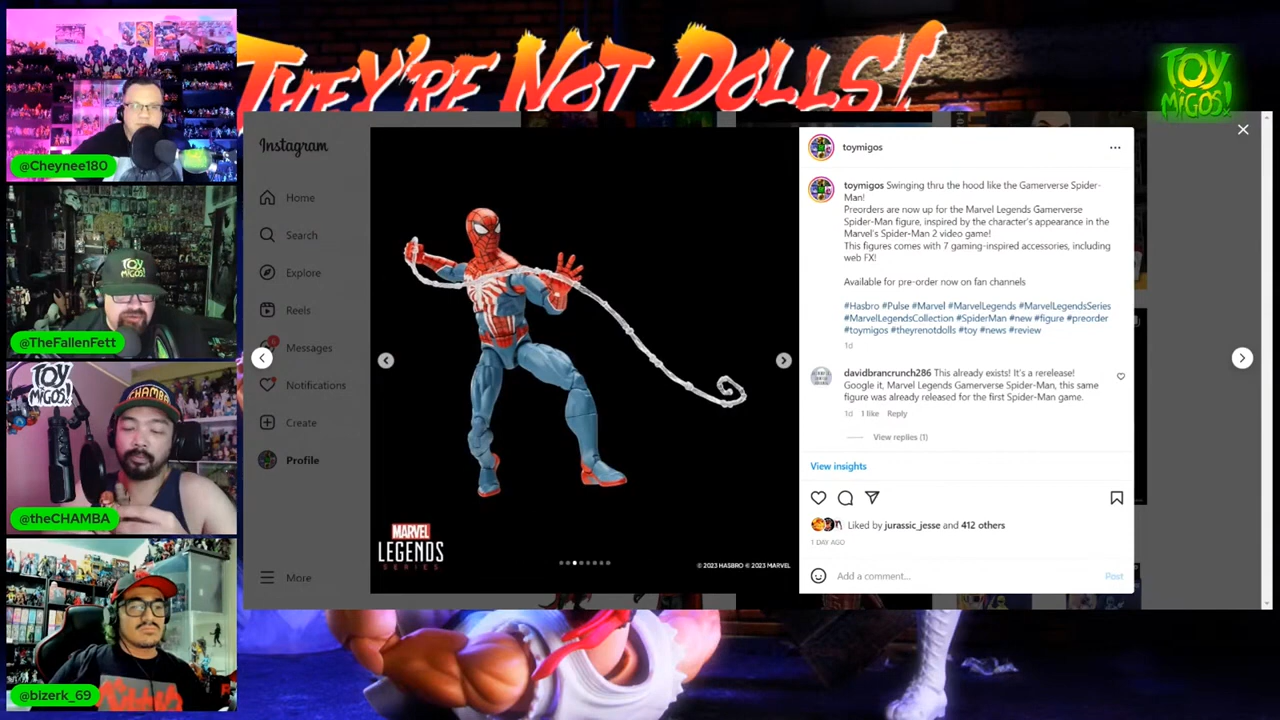 THEY'RE NOT DOLLS!
TOY
MIGOS!
@Cheynee180
TOY
MIGOS!
@TheFallenFett
TOY
MIGOS!
CHAMBA
@theCHAMBA
@bizerk_69
Instagram
Home
Search
Explore
Reels
Messages
Notifications
Create
Profile
More
MARVEL
LEGENDS
SERIES
© 2023 HASBRO © 2023 MARVEL
toymigos
toymigos Swinging thru the hood like the Gamerverse Spider-
Man!
Preorders are now up for the Marvel Legends Gamerverse
Spider-Man figure, inspired by the character's appearance in the
Marvel's Spider-Man 2 video game!
This figures comes with 7 gaming-inspired accessories, including
web FX!
Available for pre-order now on fan channels
#Hasbro #Pulse #Marvel #MarvelLegends #MarvelLegendsSeries
#MarvelLegendsCollection #SpiderMan #new #figure #preorder
#toymigos #theyrenotdolls #toy #news #review
1d
davidbrancrunch286 This already exists! It's a rerelease!
Google it, Marvel Legends Gamerverse Spider-Man, this same
figure was already released for the first Spider-Man game.
1d 1 like Reply
View replies (1)
View insights
Liked by jurassic_jesse and 412 others
1 DAY AGO
Add a comment...
Post